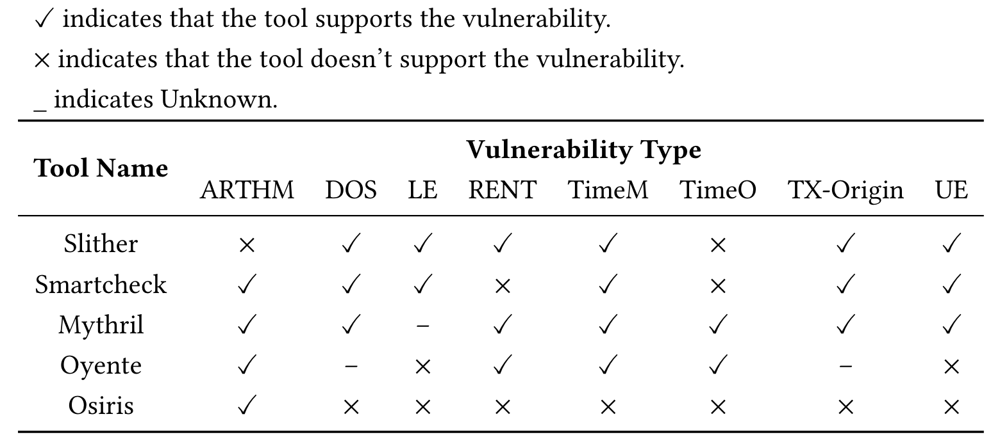 ✓ indicates that the tool supports the vulnerability.
× indicates that the tool doesn't support the vulnerability.
_ indicates Unknown.
Vulnerability Type
Tool Name
ARTHM DOS LE RENT TimeM TimeO TX-Origin UE
Slither × ✓ ✓ ✓ ✓ × ✓ ✓
Smartcheck ✓ ✓ ✓ × ✓ × ✓ ✓
Mythril ✓ ✓ – ✓ ✓ ✓ ✓ ✓
Oyente ✓ – × ✓ ✓ ✓ – ×
Osiris ✓ × × × × × × ×